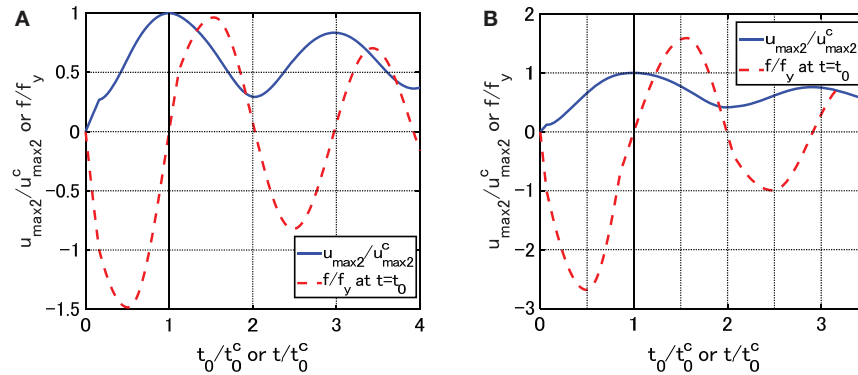 A
1
0.5
0
-0.5
-1
-1.5
0
1
2
3
4
u_max2/u^c_max2 or f/f_y
t_0/t^c_0 or t/t^c_0
u_max2/u^c_max2
f/f_y at t=t_0
B
2
1
0
-1
-2
-3
0
1
2
3
u_max2/u^c_max2 or f/f_y
t_0/t^c_0 or t/t^c_0
u_max2/u^c_max2
f/f_y at t=t_0